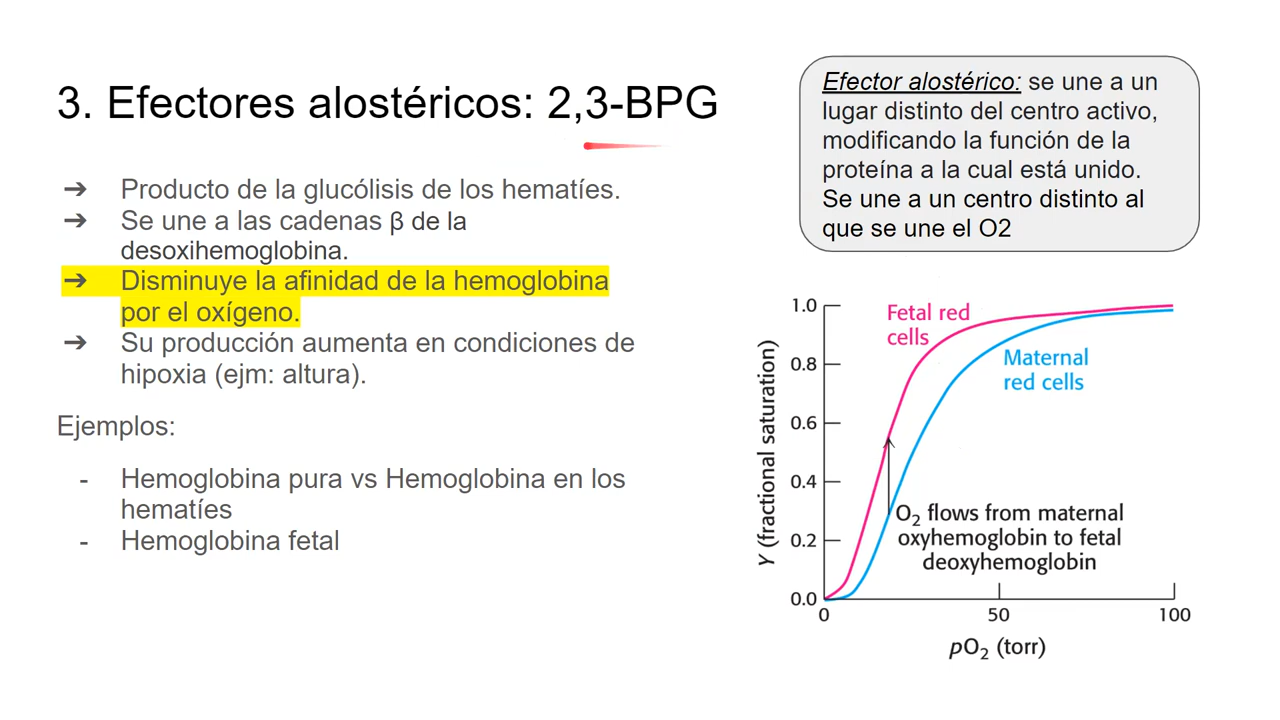 3. Efectores alostéricos: 2,3-BPG
➔ Producto de la glucólisis de los hematíes.
➔ Se une a las cadenas β de la
desoxihemoglobina.
➔ Disminuye la afinidad de la hemoglobina
por el oxígeno.
➔ Su producción aumenta en condiciones de
hipoxia (ejm: altura).
Ejemplos:
- Hemoglobina pura vs Hemoglobina en los
hematíes
- Hemoglobina fetal
Efector alostérico: se une a un
lugar distinto del centro activo,
modificando la función de la
proteína a la cual está unido.
Se une a un centro distinto al
que se une el O2
Y (fractional saturation)
1.0
0.8
0.6
0.4
0.2
0.0
Fetal red
cells
Maternal
red cells
O₂ flows from maternal
oxyhemoglobin to fetal
deoxyhemoglobin
0
50
100
pO₂ (torr)